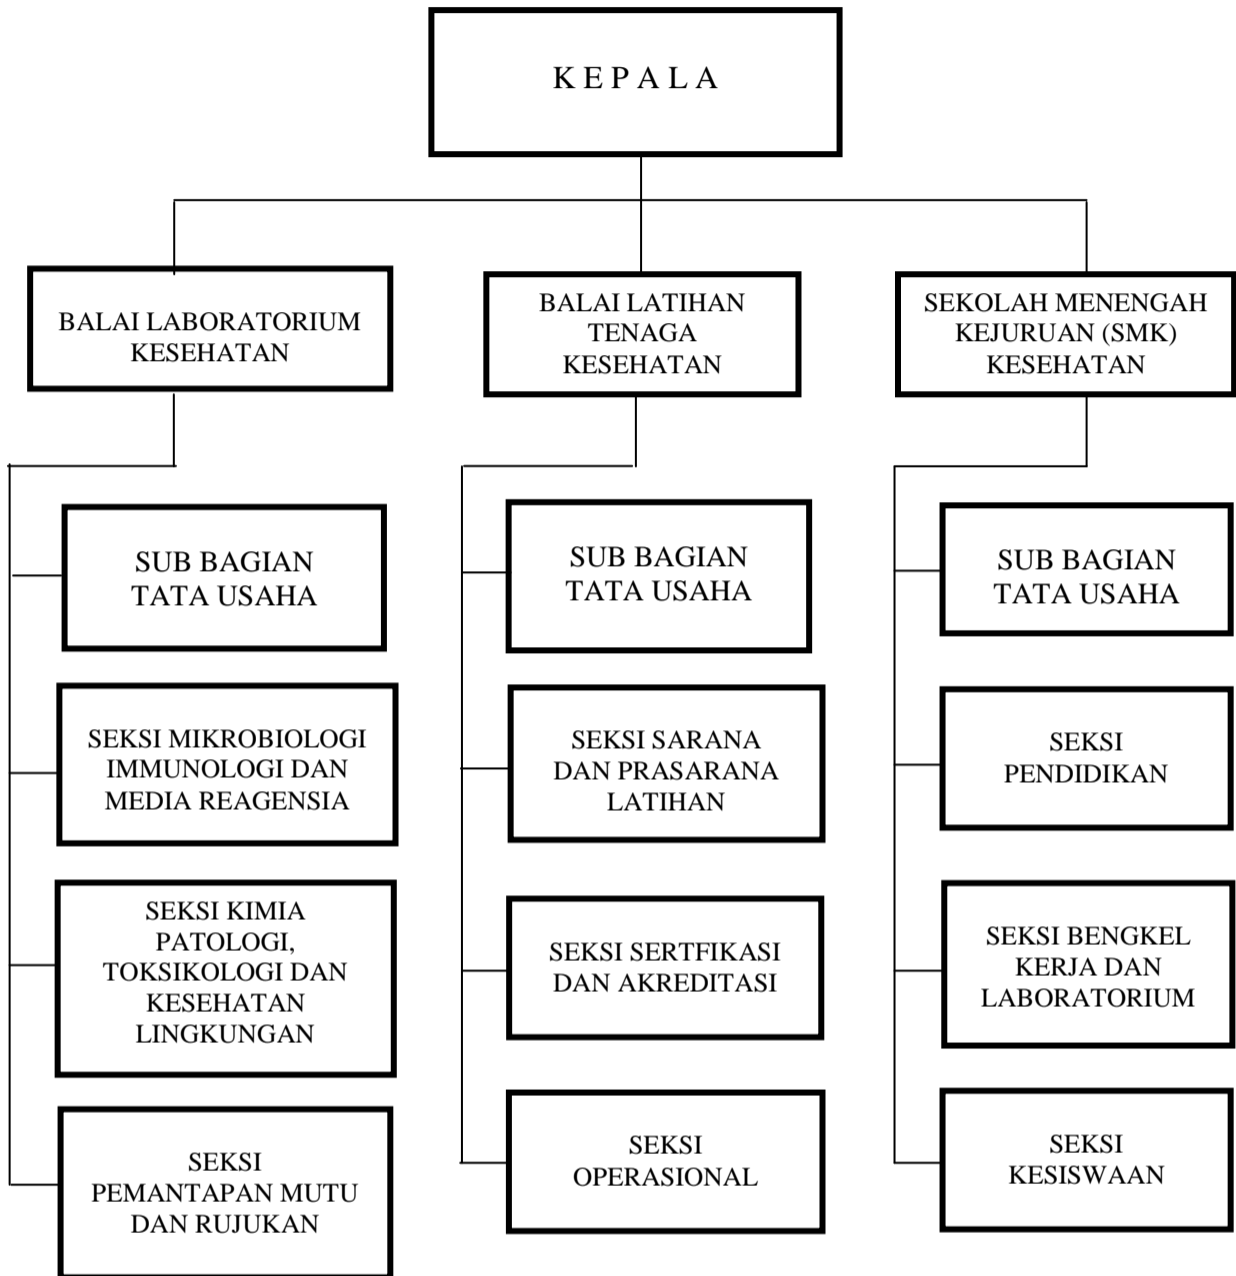 K E P A L A
BALAI LABORATORIUM
KESEHATAN
BALAI LATIHAN
TENAGA
KESEHATAN
SEKOLAH MENENGAH
KEJURUAN (SMK)
KESEHATAN
SUB BAGIAN
TATA USAHA
SEKSI MIKROBIOLOGI
IMMUNOLOGI DAN
MEDIA REAGENSIA
SEKSI KIMIA
PATOLOGI,
TOKSIKOLOGI DAN
KESEHATAN
LINGKUNGAN
SEKSI
PEMANTAPAN MUTU
DAN RUJUKAN
SUB BAGIAN
TATA USAHA
SEKSI SARANA
DAN PRASARANA
LATIHAN
SEKSI SERTFIKASI
DAN AKREDITASI
SEKSI
OPERASIONAL
SUB BAGIAN
TATA USAHA
SEKSI
PENDIDIKAN
SEKSI BENGKEL
KERJA DAN
LABORATORIUM
SEKSI
KESISWAAN